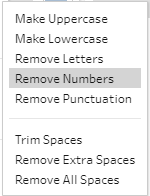 Make Uppercase
Make Lowercase
Remove Letters
Remove Numbers
Remove Punctuation
Trim Spaces
Remove Extra Spaces
Remove All Spaces